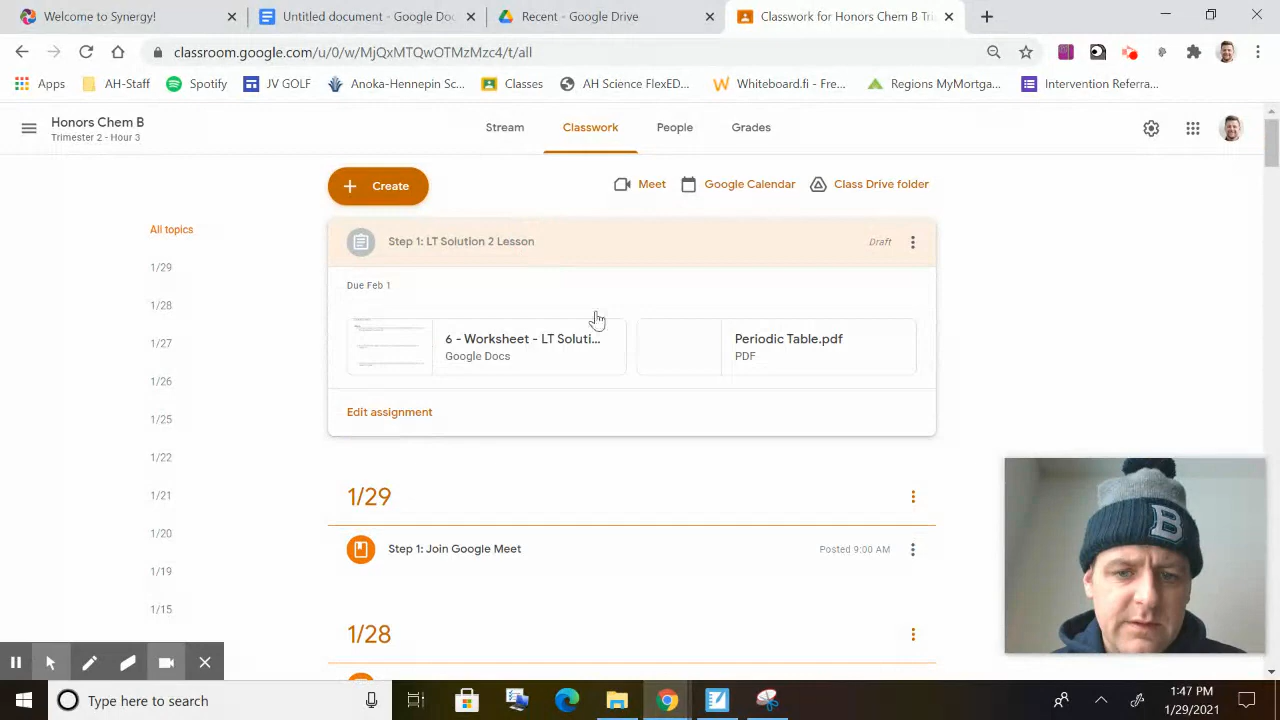 Welcome to Synergy!
Untitled document - Google Doc
Recent - Google Drive
Classwork for Honors Chem B Tri
classroom.google.com/u/0/w/MjQxMTQwOTMzMzc4/t/all
Apps
AH-Staff
Spotify
JV GOLF
Anoka-Hennepin Sc...
Classes
AH Science FlexED...
Whiteboard.fi - Fre...
Regions MyMortga...
Intervention Referra...
Honors Chem B
Trimester 2 - Hour 3
Stream
Classwork
People
Grades
Create
Meet
Google Calendar
Class Drive folder
All topics
1/29
1/28
1/27
1/26
1/25
1/22
1/21
1/20
1/19
1/15
Step 1: LT Solution 2 Lesson
Draft
Due Feb 1
6 - Worksheet - LT Soluti...
Google Docs
Periodic Table.pdf
PDF
Edit assignment
1/29
Step 1: Join Google Meet
Posted 9:00 AM
1/28
B
Type here to search
1:47 PM
1/29/2021